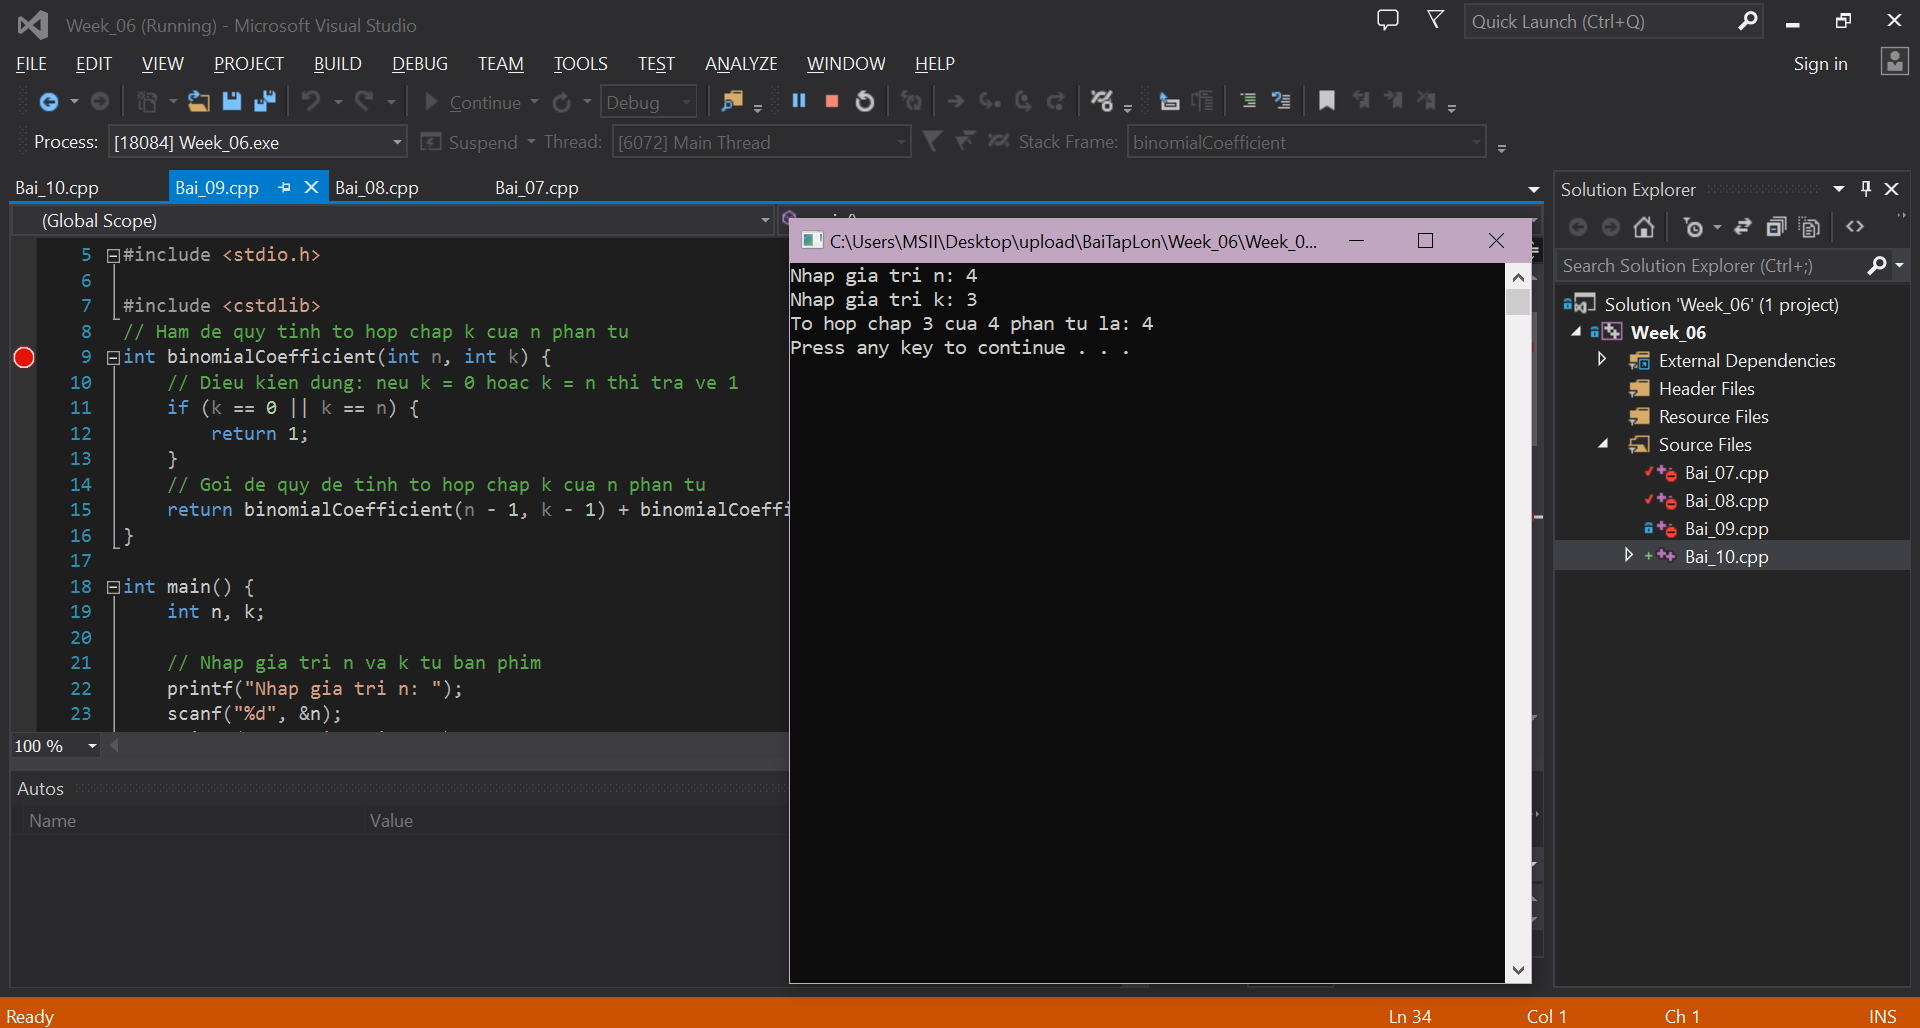 Week_06 (Running) - Microsoft Visual Studio
Quick Launch (Ctrl+Q)
FILE EDIT VIEW PROJECT BUILD DEBUG TEAM TOOLS TEST ANALYZE WINDOW HELP
Sign in
Continue Debug
Process: [18084] Week_06.exe Suspend Thread: [6072] Main Thread Stack Frame: binomialCoefficient
Bai_10.cpp Bai_09.cpp Bai_08.cpp Bai_07.cpp
(Global Scope)
5 #include <stdio.h>
6
7 #include <cstdlib>
8 // Ham de quy tinh to hop chap k cua n phan tu
9 int binomialCoefficient(int n, int k) {
10 // Dieu kien dung: neu k = 0 hoac k = n thi tra ve 1
11 if (k == 0 || k == n) {
12 return 1;
13 }
14 // Goi de quy de tinh to hop chap k cua n phan tu
15 return binomialCoefficient(n - 1, k - 1) + binomialCoeffi
16 }
17
18 int main() {
19 int n, k;
20
21 // Nhap gia tri n va k tu ban phim
22 printf("Nhap gia tri n: ");
23 scanf("%d", &n);
100 %
Autos
Name Value
C:\Users\MSII\Desktop\upload\BaiTapLon\Week_06\Week_0...
Nhap gia tri n: 4
Nhap gia tri k: 3
To hop chap 3 cua 4 phan tu la: 4
Press any key to continue . . .
Solution Explorer
Search Solution Explorer (Ctrl+;)
Solution 'Week_06' (1 project)
Week_06
External Dependencies
Header Files
Resource Files
Source Files
Bai_07.cpp
Bai_08.cpp
Bai_09.cpp
Bai_10.cpp
Ready Ln 34 Col 1 Ch 1 INS